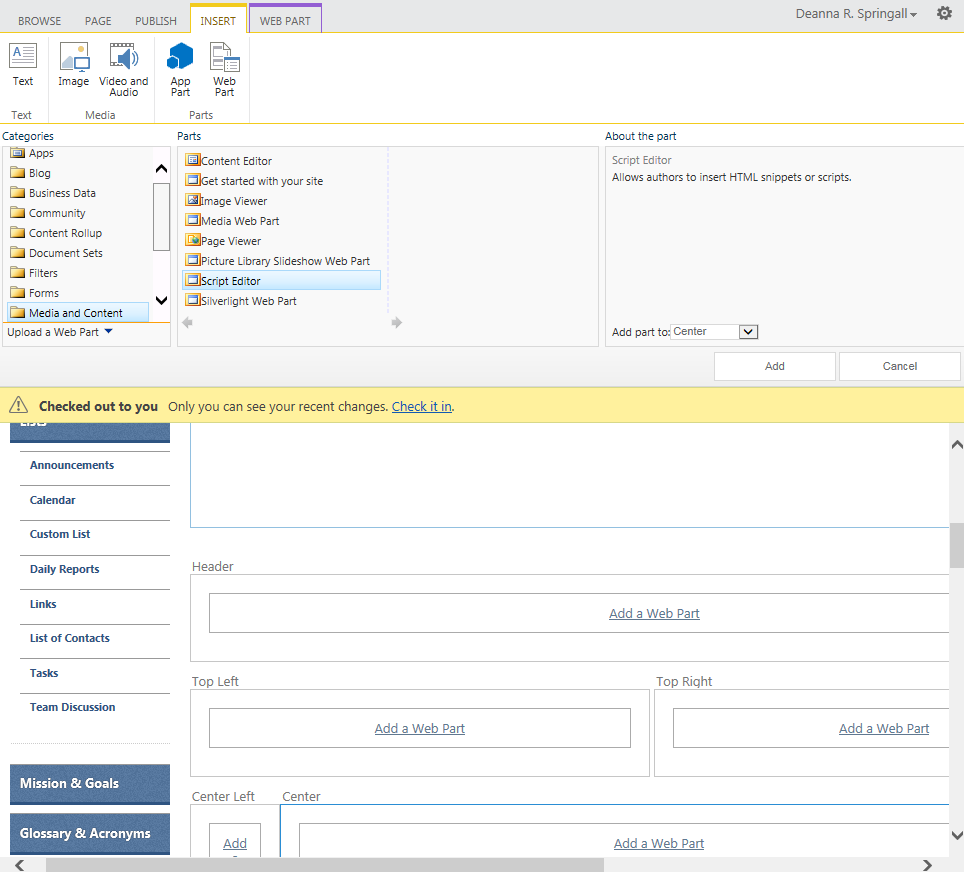 BROWSE PAGE PUBLISH INSERT WEB PART Deanna R. Springall
Text Image Video and Audio App Part Web Part
Text Media Parts
Categories
Apps
Blog
Business Data
Community
Content Rollup
Document Sets
Filters
Forms
Media and Content
Upload a Web Part
Parts
Content Editor
Get started with your site
Image Viewer
Media Web Part
Page Viewer
Picture Library Slideshow Web Part
Script Editor
Silverlight Web Part
About the part
Script Editor
Allows authors to insert HTML snippets or scripts.
Add part to: Center
Add Cancel
Checked out to you Only you can see your recent changes. Check it in.
Lists
Announcements
Calendar
Custom List
Daily Reports
Links
List of Contacts
Tasks
Team Discussion
Mission & Goals
Glossary & Acronyms
Header
Add a Web Part
Top Left Top Right
Add a Web Part Add a Web Part
Center Left Center
Add Add a Web Part